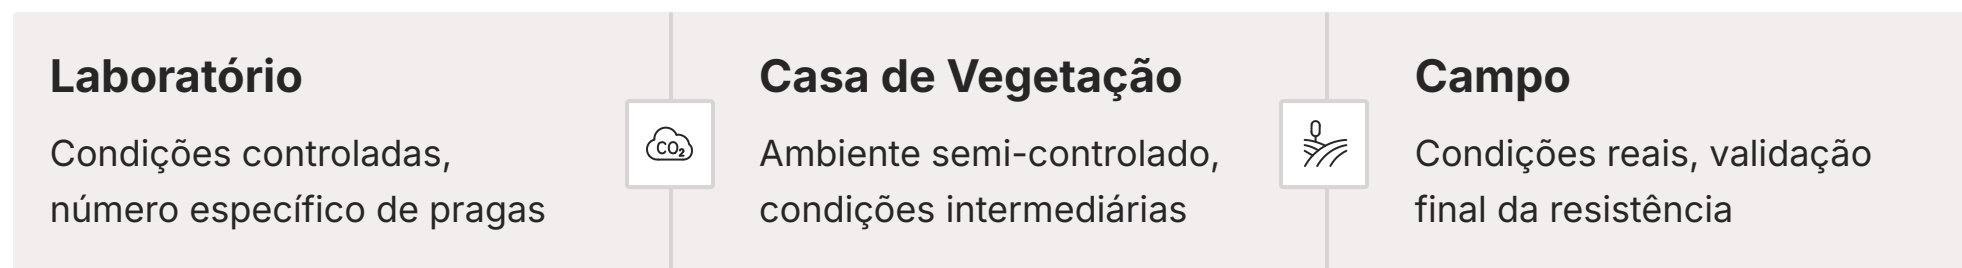 Laboratório
Condições controladas,
número específico de pragas
CO₂
Casa de Vegetação
Ambiente semi-controlado,
condições intermediárias
Campo
Condições reais, validação
final da resistência